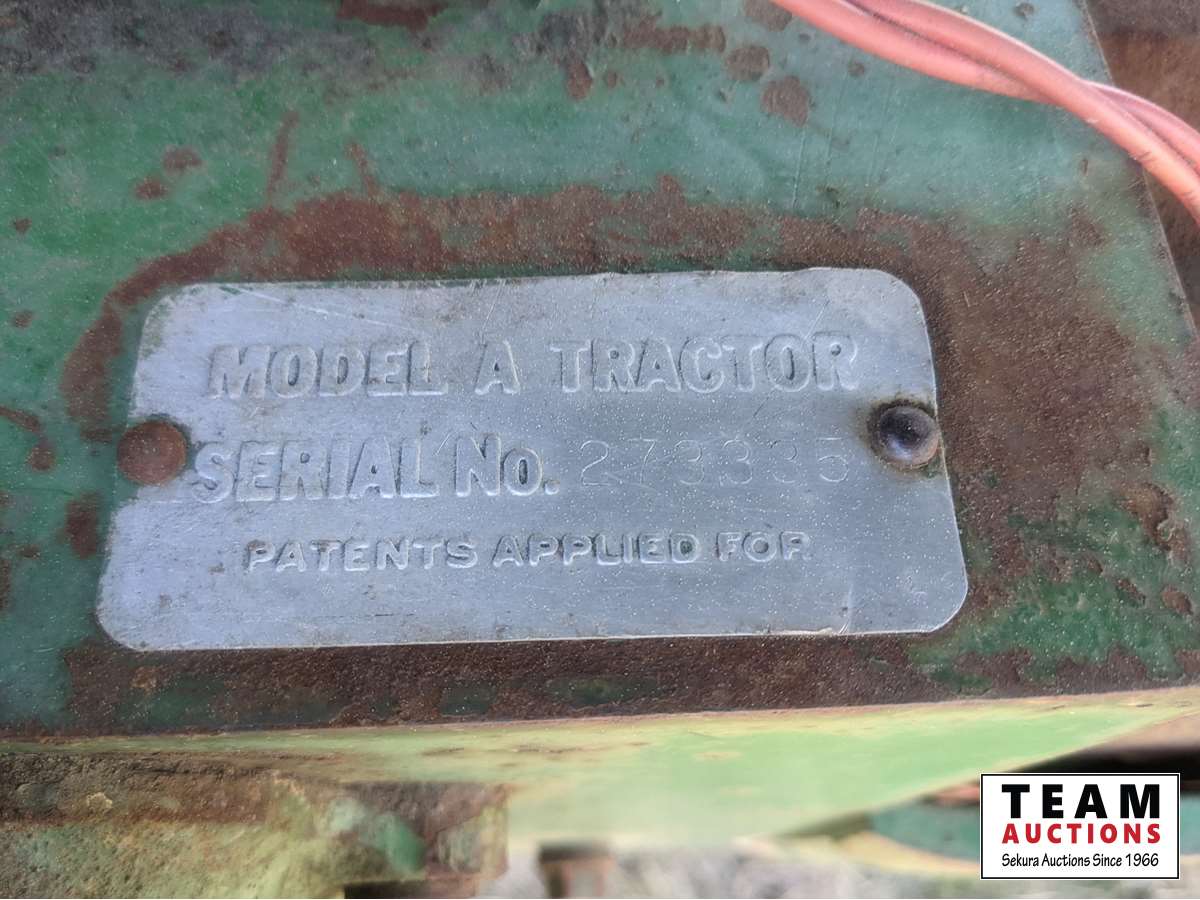 MODEL A TRACTOR
SERIAL No. 273335
PATENTS APPLIED FOR
TEAM
AUCTIONS
Sekura Auctions Since 1966